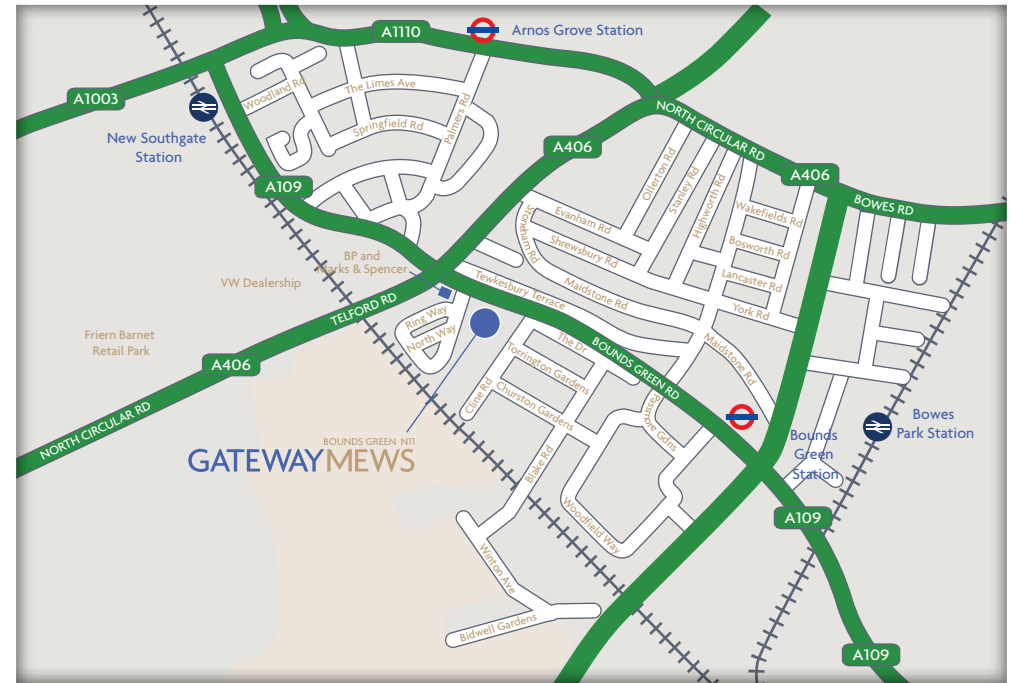 A1110
Arnos Grove Station
A1003
New Southgate
Station
Woodland Rd
The Limes Ave
Springfield Rd
Palmers Rd
A406
NORTH CIRCULAR RD
A406
BOWES RD
A109
Ollerton Rd
Stanley Rd
Highworth Rd
Wakefields Rd
Bosworth Rd
Lancaster Rd
York Rd
Evanham Rd
Stoneham Rd
Shrewsbury Rd
Maidstone Rd
Maidstone Rd
BP and
Marks & Spencer
VW Dealership
TELFORD RD
Tewkesbury Terrace
BOUNDS GREEN RD
Ring Way
North Way
Friern Barnet
Retail Park
A406
NORTH CIRCULAR RD
The Dr
Torrington Gardens
Churston Gardens
Cline Rd
Blake Rd
Woodfield Way
Winton Ave
Bidwell Gardens
BOUNDS GREEN N11
GATEWAYMEWS
Bounds
Green
Station
Bowes
Park Station
A109
A109